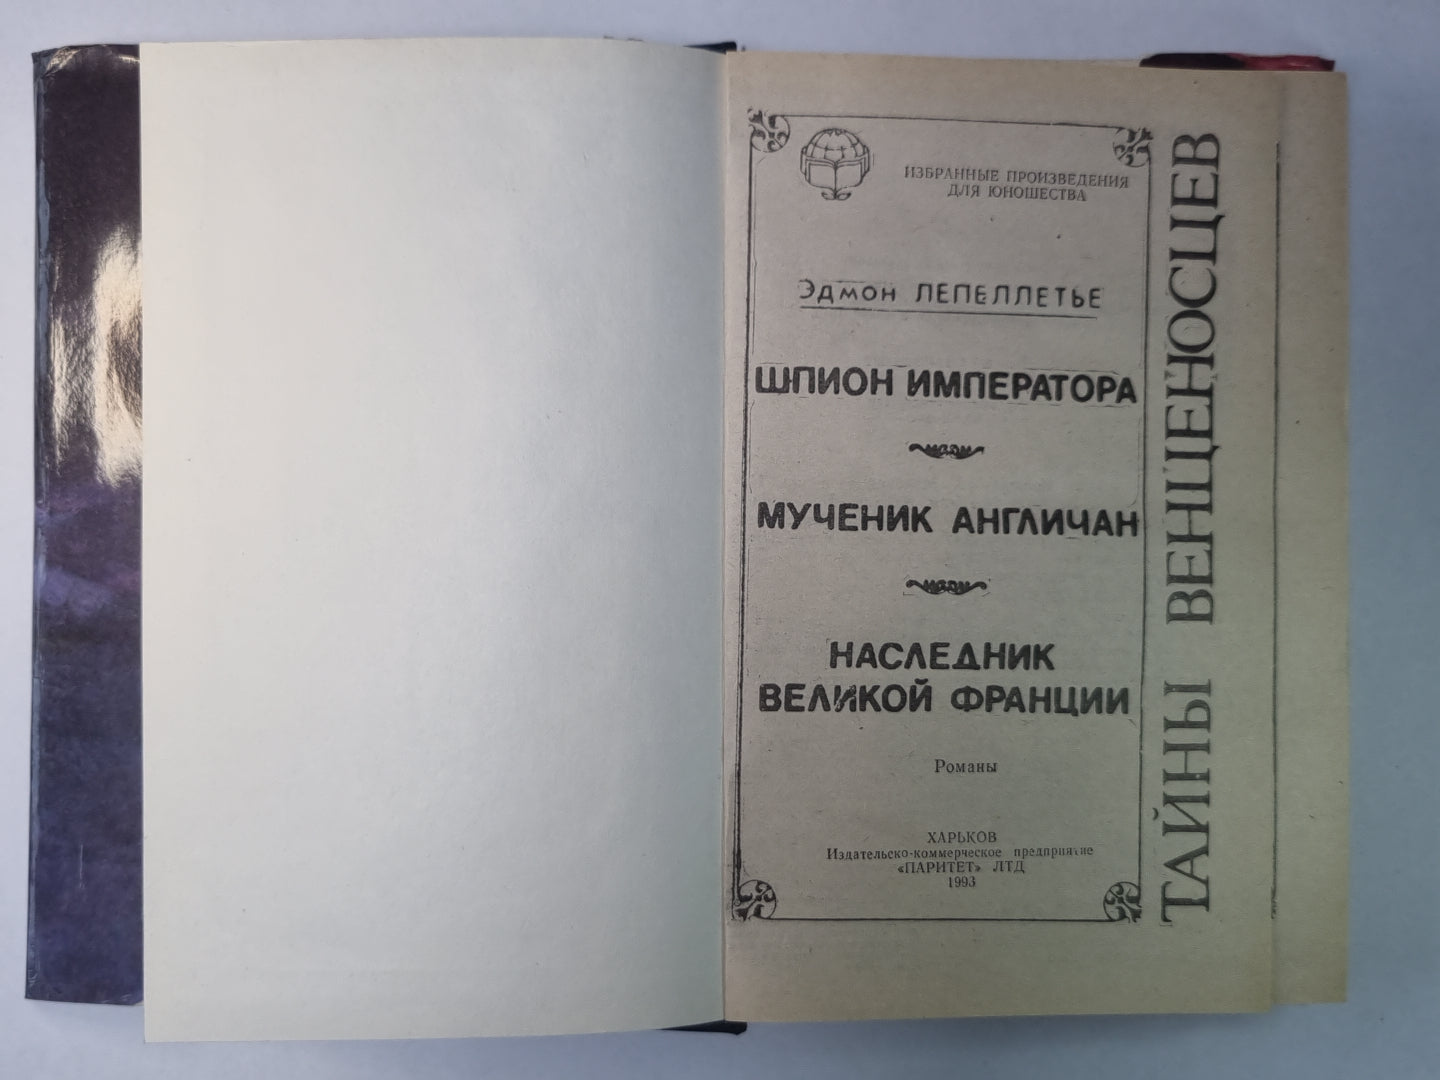 ИЗБРАННЫЕ ПРОИЗВЕДЕНИЯ
ДЛЯ ЮНОШЕСТВА
Эдмон ЛЕПЕЛЛЕТЬЕ
ШПИОН ИМПЕРАТОРА
МУЧЕНИК АНГЛИЧАН
НАСЛЕДНИК
ВЕЛИКОЙ ФРАНЦИИ
Романы
ХАРЬКОВ
Издательско-коммерческое предприятие
«ПАРИТЕТ» ЛТД
1993
ТАЙНЫ ВЕНЦЕНОСЦЕВ